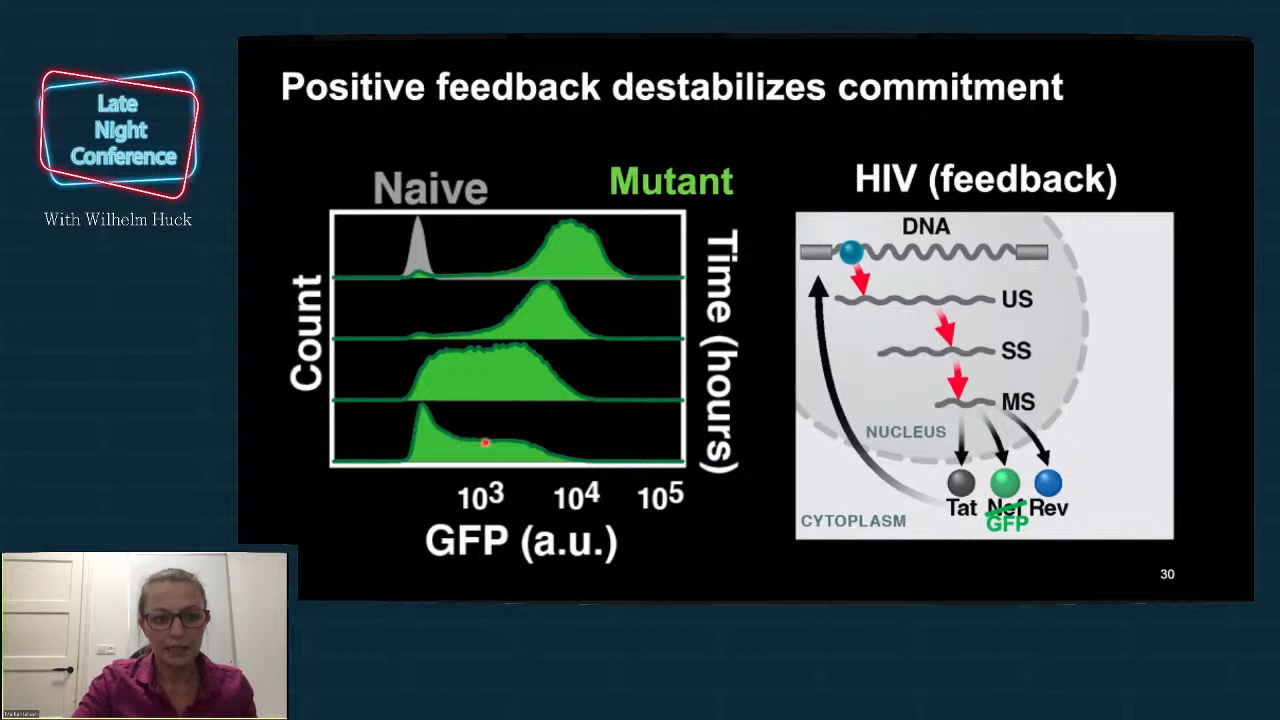 Late
Night
Conference
With Wilhelm Huck
Positive feedback destabilizes commitment
Naive
Mutant
Count
Time (hours)
10³
10⁴
10⁵
GFP (a.u.)
HIV (feedback)
DNA
US
SS
MS
NUCLEUS
Tat
Nef
Rev
GFP
CYTOPLASM
30